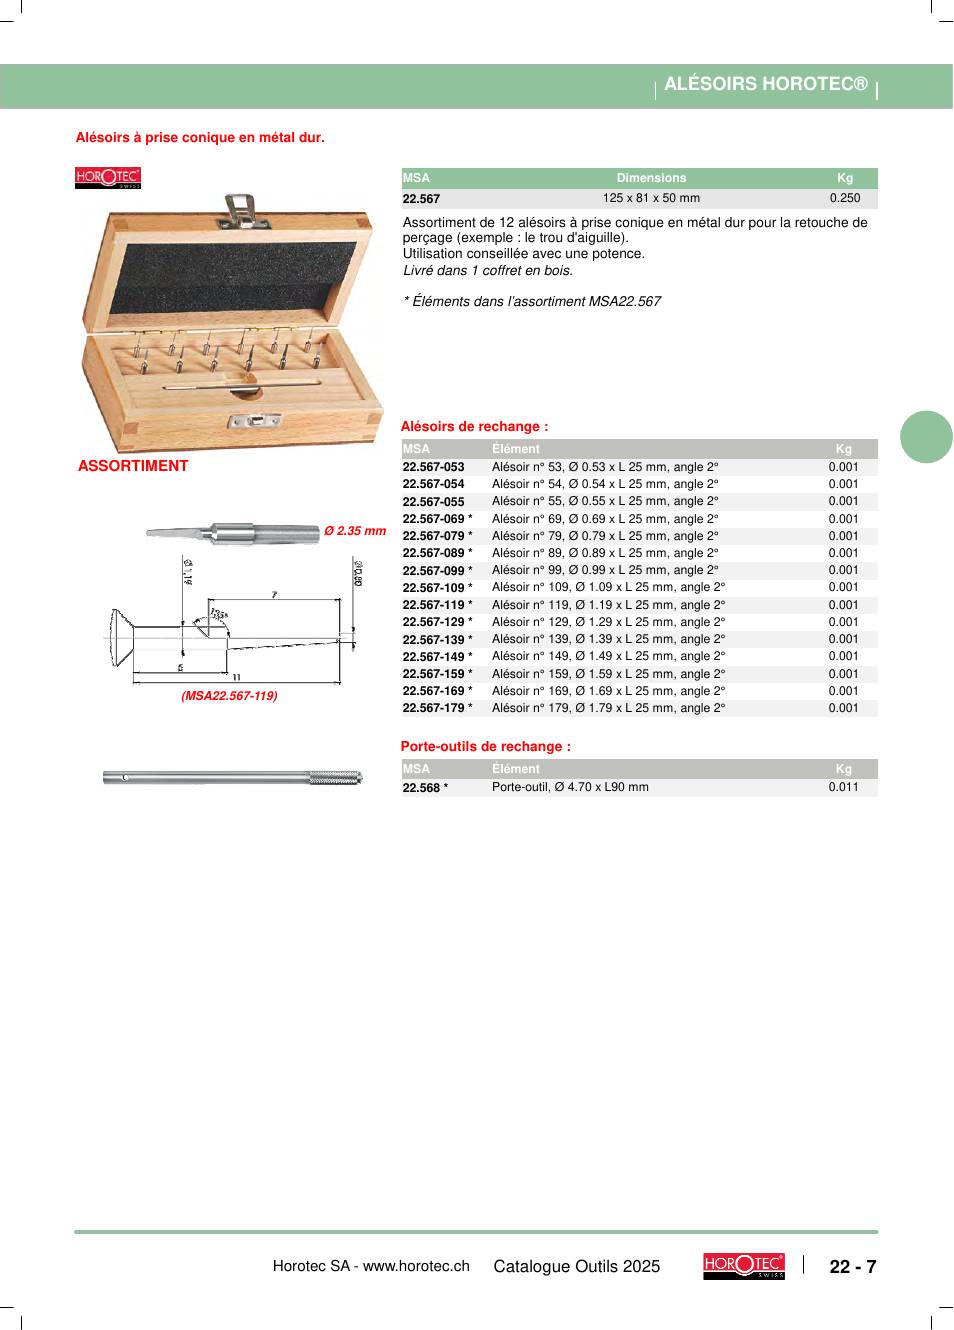 ALÉSOIRS HOROTEC®
Alésoirs à prise conique en métal dur.
HOROTEC®
SWISS
MSA Dimensions Kg
22.567 125 x 81 x 50 mm 0.250
Assortiment de 12 alésoirs à prise conique en métal dur pour la retouche de
perçage (exemple : le trou d'aiguille).
Utilisation conseillée avec une potence.
Livré dans 1 coffret en bois.
* Éléments dans l'assortiment MSA22.567
ASSORTIMENT
Alésoirs de rechange :
MSA Élément Kg
22.567-053 Alésoir n° 53, Ø 0.53 x L 25 mm, angle 2° 0.001
22.567-054 Alésoir n° 54, Ø 0.54 x L 25 mm, angle 2° 0.001
22.567-055 Alésoir n° 55, Ø 0.55 x L 25 mm, angle 2° 0.001
22.567-069 * Alésoir n° 69, Ø 0.69 x L 25 mm, angle 2° 0.001
22.567-079 * Alésoir n° 79, Ø 0.79 x L 25 mm, angle 2° 0.001
22.567-089 * Alésoir n° 89, Ø 0.89 x L 25 mm, angle 2° 0.001
22.567-099 * Alésoir n° 99, Ø 0.99 x L 25 mm, angle 2° 0.001
22.567-109 * Alésoir n° 109, Ø 1.09 x L 25 mm, angle 2° 0.001
22.567-119 * Alésoir n° 119, Ø 1.19 x L 25 mm, angle 2° 0.001
22.567-129 * Alésoir n° 129, Ø 1.29 x L 25 mm, angle 2° 0.001
22.567-139 * Alésoir n° 139, Ø 1.39 x L 25 mm, angle 2° 0.001
22.567-149 * Alésoir n° 149, Ø 1.49 x L 25 mm, angle 2° 0.001
22.567-159 * Alésoir n° 159, Ø 1.59 x L 25 mm, angle 2° 0.001
22.567-169 * Alésoir n° 169, Ø 1.69 x L 25 mm, angle 2° 0.001
22.567-179 * Alésoir n° 179, Ø 1.79 x L 25 mm, angle 2° 0.001
Ø 2.35 mm
Ø 1,19
7
135°
5
11
(MSA22.567-119)
Porte-outils de rechange :
MSA Élément Kg
22.568 * Porte-outil, Ø 4.70 x L90 mm 0.011
Horotec SA - www.horotec.ch Catalogue Outils 2025 HOROTEC® SWISS 22 - 7